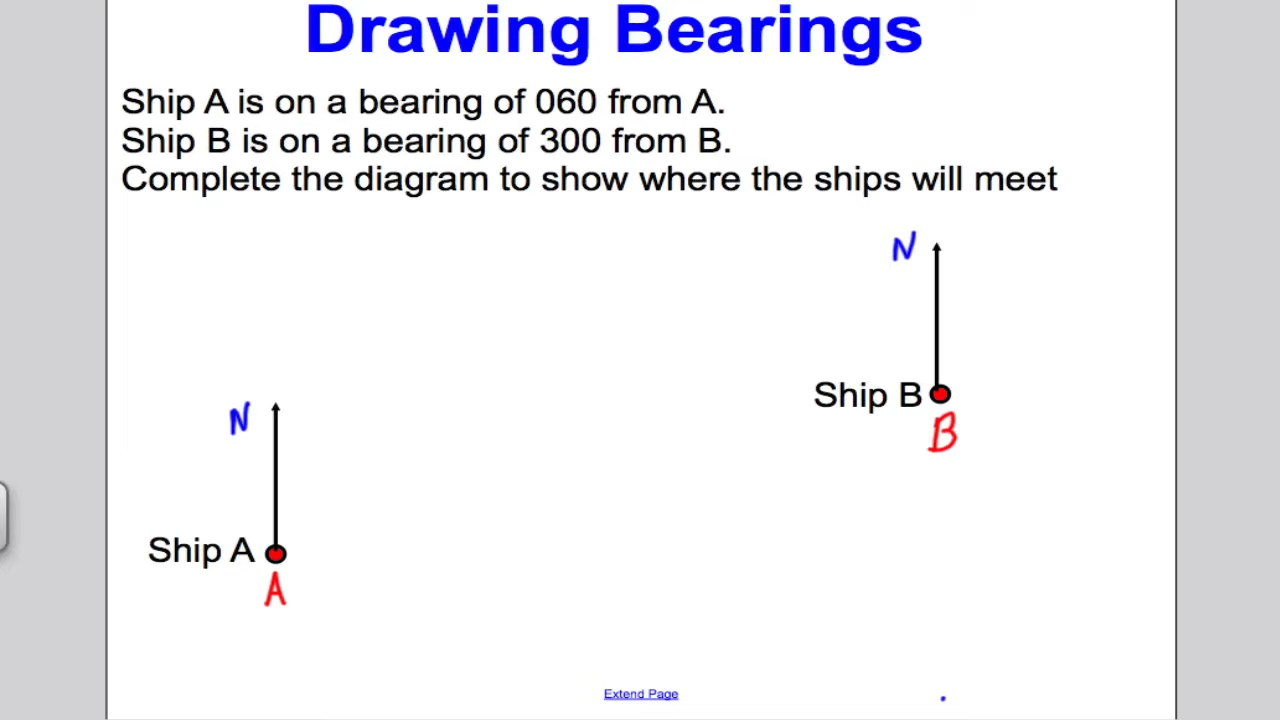 Drawing Bearings
Ship A is on a bearing of 060 from A.
Ship B is on a bearing of 300 from B.
Complete the diagram to show where the ships will meet
N
Ship B
B
N
Ship A
A
Extend Page